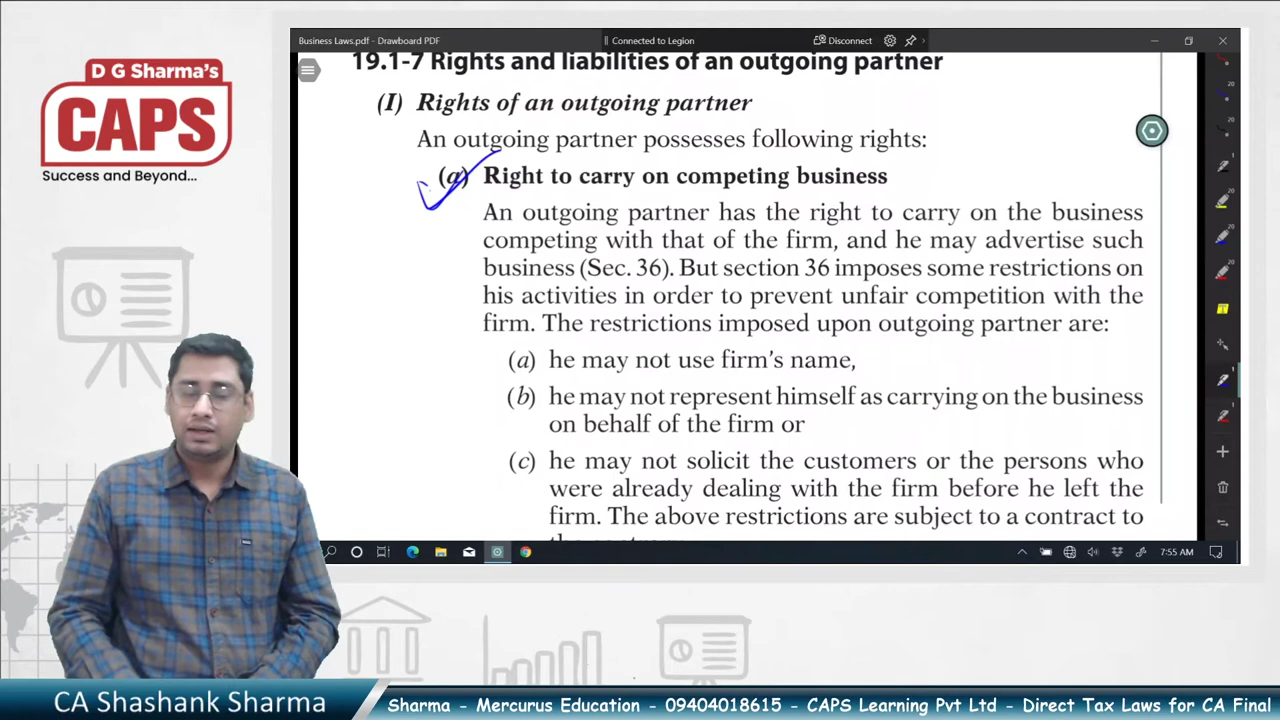 D G Sharma's
CAPS
Success and Beyond...
Business Laws.pdf - Drawboard PDF
Connected to Legion
Disconnect
19.1-7 Rights and liabilities of an outgoing partner
(I) Rights of an outgoing partner
An outgoing partner possesses following rights:
(a) Right to carry on competing business
An outgoing partner has the right to carry on the business
competing with that of the firm, and he may advertise such
business (Sec. 36). But section 36 imposes some restrictions on
his activities in order to prevent unfair competition with the
firm. The restrictions imposed upon outgoing partner are:
(a) he may not use firm's name,
(b) he may not represent himself as carrying on the business
on behalf of the firm or
(c) he may not solicit the customers or the persons who
were already dealing with the firm before he left the
firm. The above restrictions are subject to a contract to
7:55 AM
CA Shashank Sharma
Sharma - Mercurus Education - 09404018615 - CAPS Learning Pvt Ltd - Direct Tax Laws for CA Final